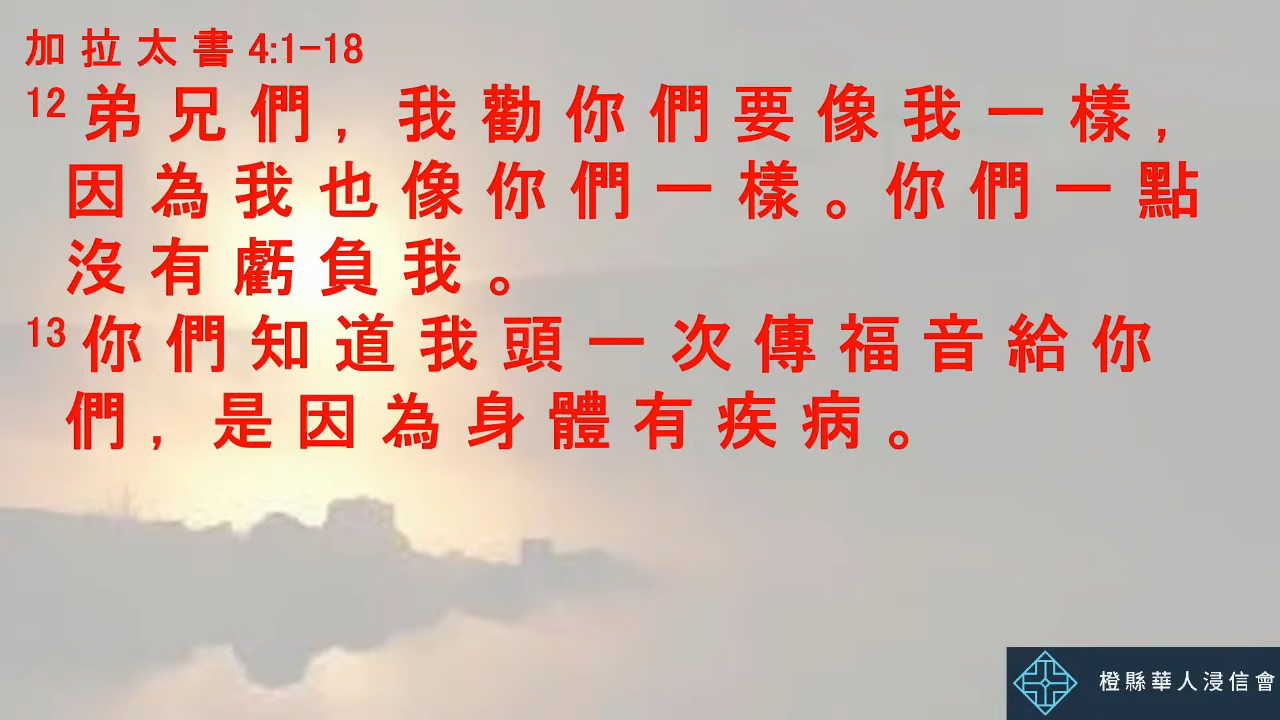 加拉太書 4:1-18
12 弟兄們，我勸你們要像我一樣，
因為我也像你們一樣。你們一點
沒有虧負我。
13 你們知道我頭一次傳福音給你
們，是因為身體有疾病。
橙縣華人浸信會